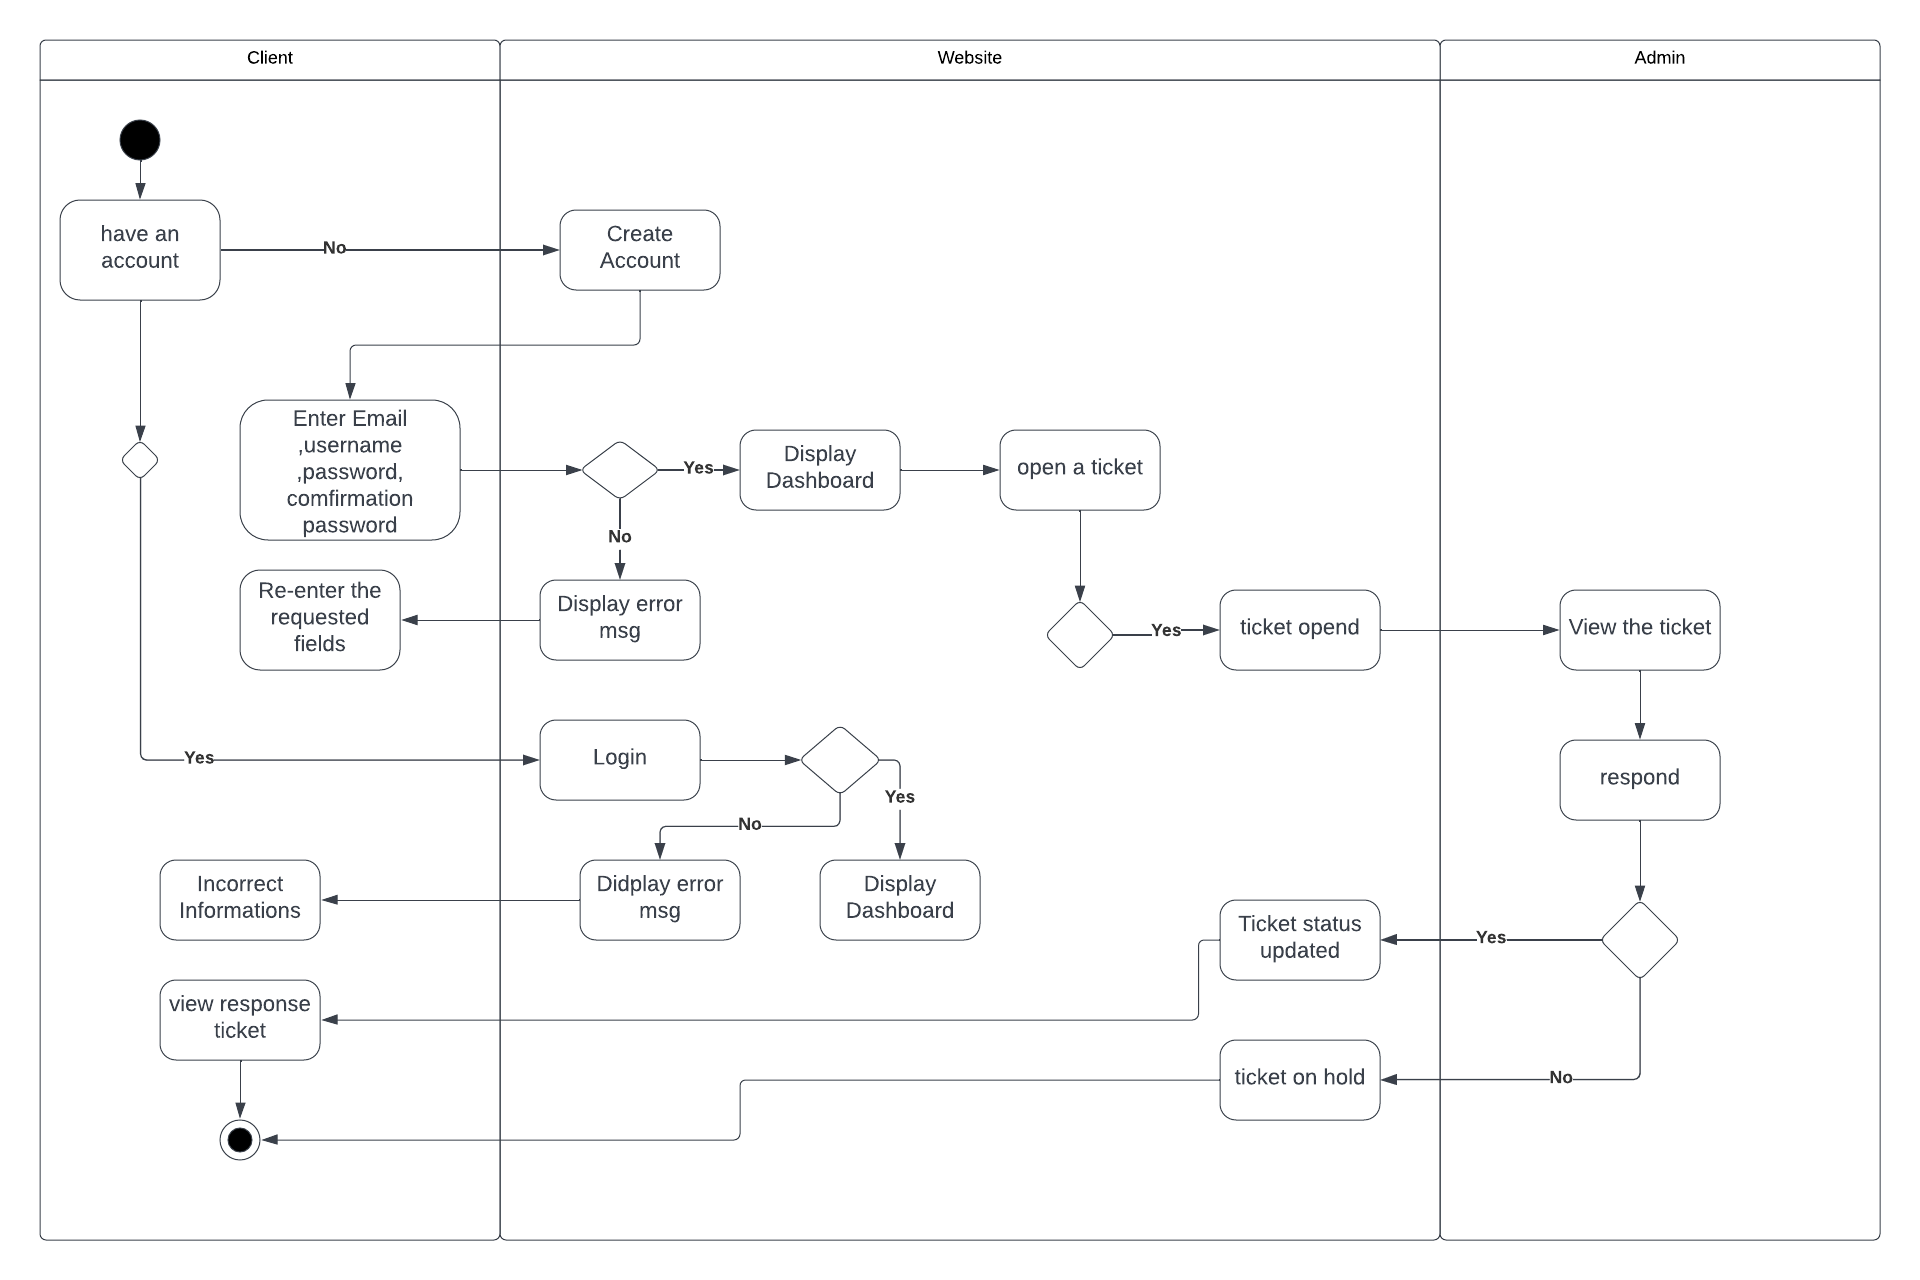 Client
Website
Admin
have an
account
No
Create
Account
Enter Email
,username
,password,
comfirmation
password
Yes
Display
Dashboard
open a ticket
No
Re-enter the
requested
fields
Display error
msg
Yes
ticket opend
View the ticket
Yes
Login
Yes
respond
No
Incorrect
Informations
Didplay error
msg
Display
Dashboard
Ticket status
updated
Yes
view response
ticket
ticket on hold
No